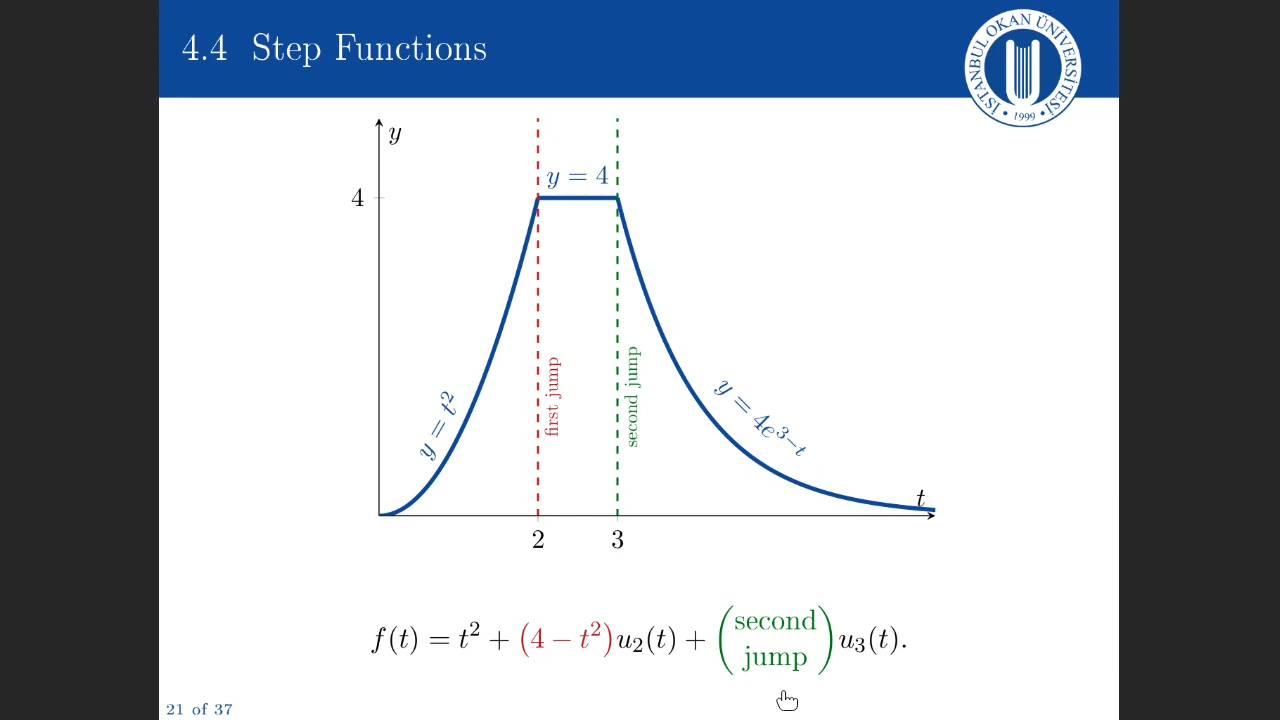 4.4 Step Functions
İSTANBUL OKAN ÜNİVERSİTESİ
• 1999 •
y
y = 4
4
first jump
second jump
y = t²
y = 4e³⁻ᵗ
t
2 3
f(t) = t² + (4 − t²)u₂(t) + (second jump)u₃(t).
21 of 37